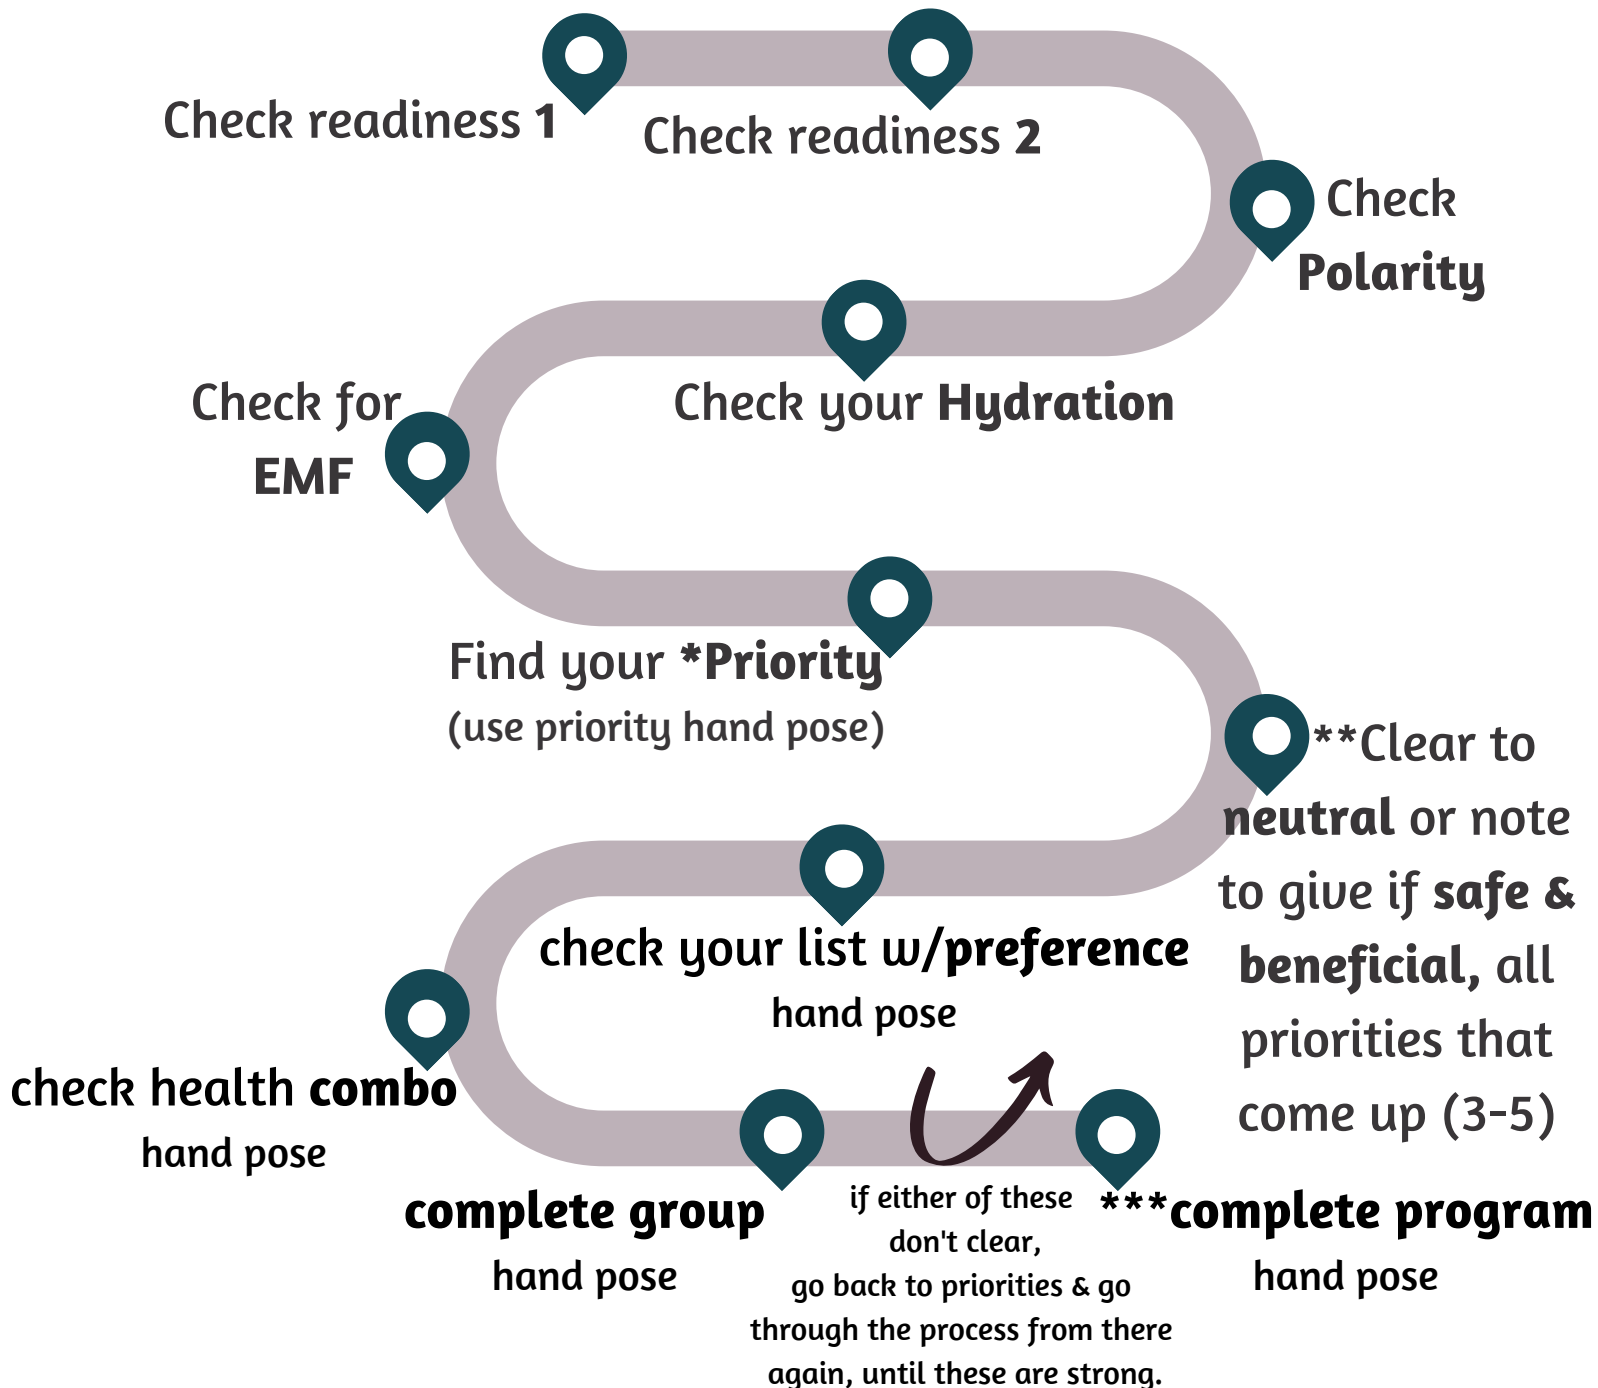 Check readiness 1
Check readiness 2
Check
Polarity
Check your Hydration
Check for
EMF
Find your *Priority
(use priority hand pose)
**Clear to
neutral or note
to give if safe &
beneficial, all
priorities that
come up (3-5)
check your list w/preference
hand pose
check health combo
hand pose
complete group
hand pose
if either of these
don't clear,
go back to priorities & go
through the process from there
again, until these are strong.
***complete program
hand pose